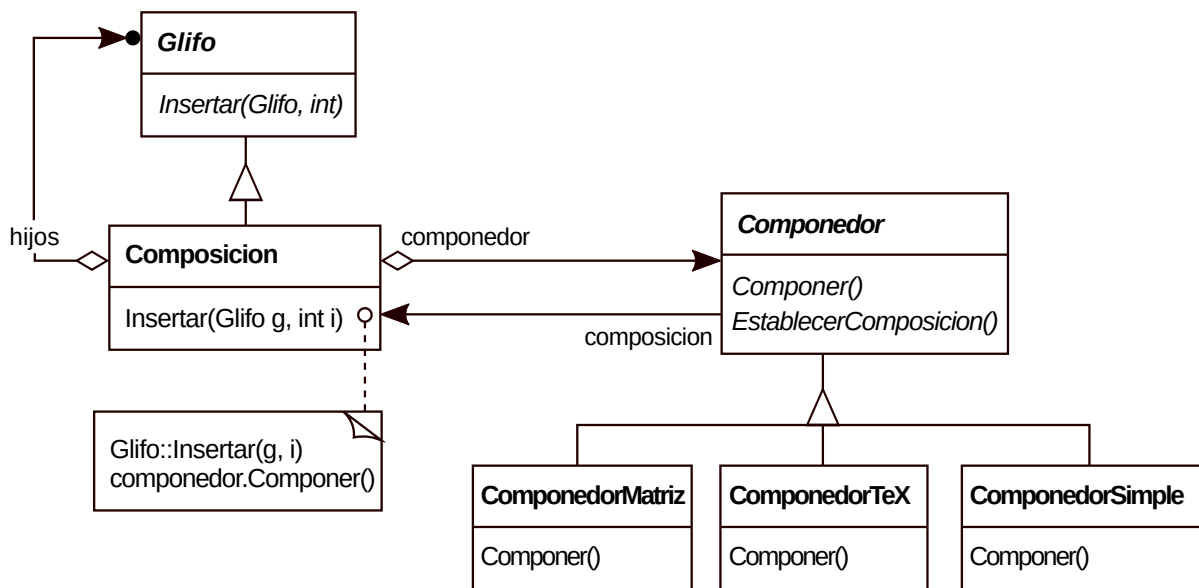 Glifo
Insertar(Glifo, int)
hijos
Composicion
Insertar(Glifo g, int i)
componedor
Componedor
Componer()
EstablecerComposicion()
composicion
Glifo::Insertar(g, i)
componedor.Componer()
ComponedorMatriz
Componer()
ComponedorTeX
Componer()
ComponedorSimple
Componer()